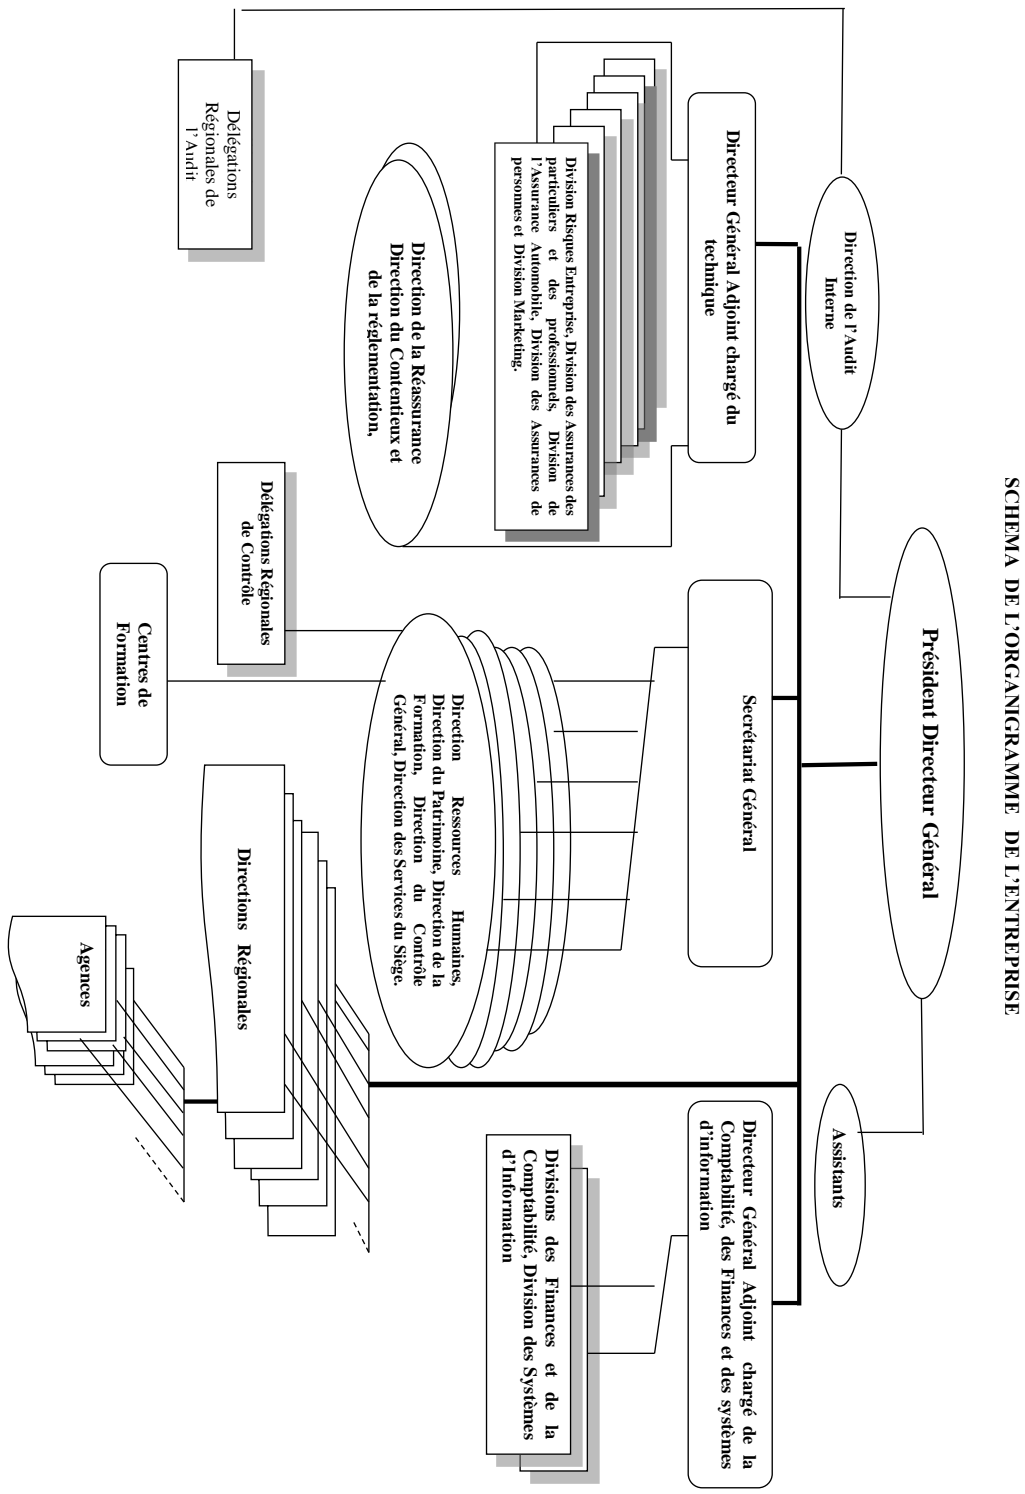 SCHEMA DE L'ORGANIGRAMME DE L'ENTREPRISE
Président Directeur Général
Direction de l'Audit
Interne
Assistants
Directeur Général Adjoint chargé du
technique
Secrétariat Général
Directeur Général Adjoint chargé de la
Comptabilité, des Finances et des systèmes
d'information
Division Risques Entreprise, Division des Assurances des
particuliers et des professionnels, Division de
l'Assurance Automobile, Division des Assurances de
personnes et Division Marketing.
Direction de la Réassurance
Direction du Contentieux et
de la réglementation,
Direction Ressources Humaines,
Direction du Patrimoine, Direction de la
Formation, Direction du Contrôle
Général, Direction des Services du Siège.
Divisions des Finances et de la
Comptabilité, Division des Systèmes
d'Information
Délégations
Régionales de
l'Audit
Délégations Régionales
de Contrôle
Centres de
Formation
Directions Régionales
Agences